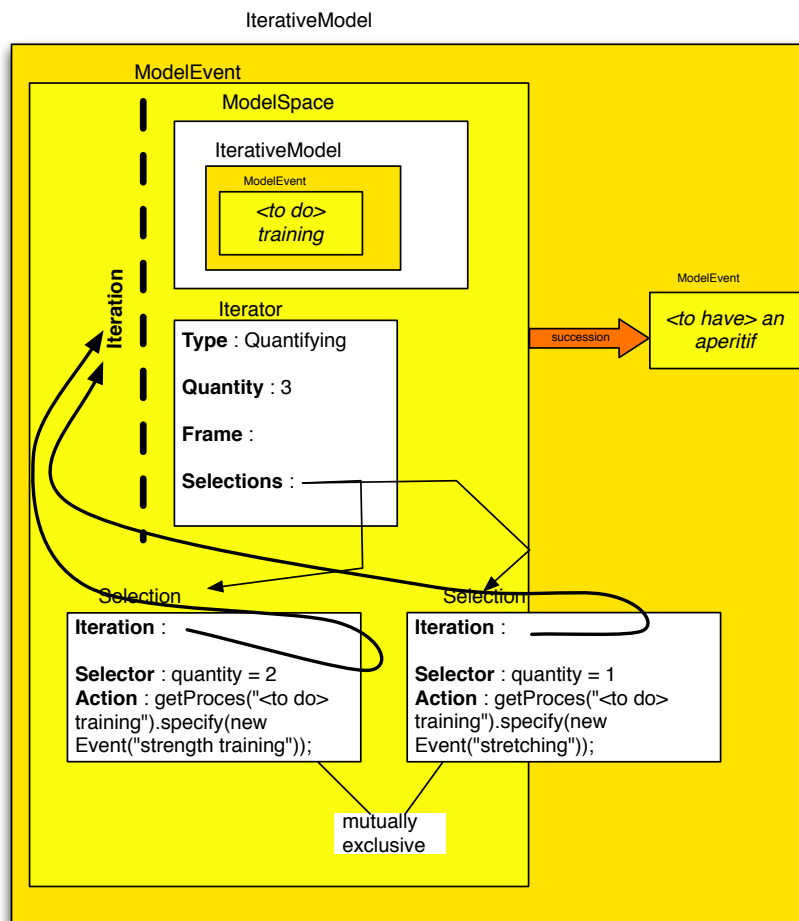 IterativeModel
ModelEvent
ModelSpace
IterativeModel
ModelEvent
<to do>
training
Iteration
Iterator
Type : Quantifying
Quantity : 3
Frame :
Selections :
succession
ModelEvent
<to have> an
aperitif
Selection
Iteration :
Selector : quantity = 2
Action : getProces("<to do>
training").specify(new
Event("strength training"));
Selection
Iteration :
Selector : quantity = 1
Action : getProces("<to do>
training").specify(new
Event("stretching"));
mutually
exclusive